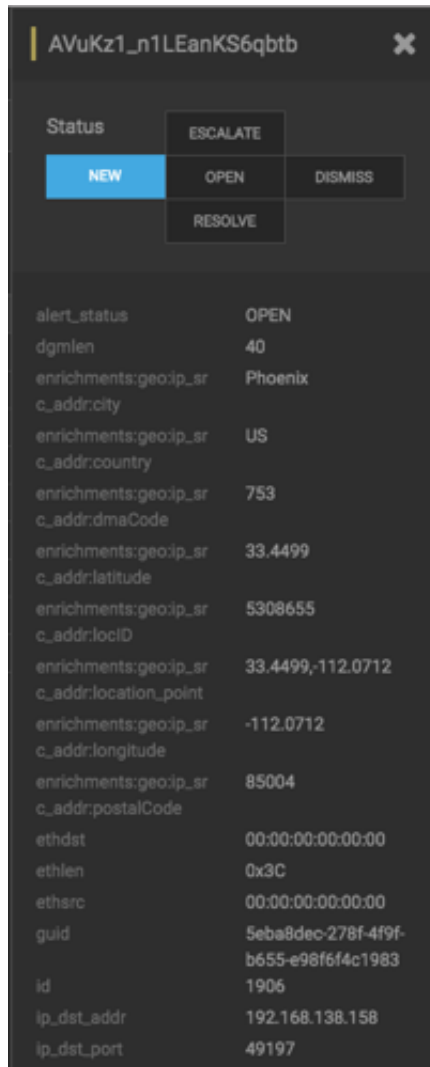 AVuKz1_n1LEanKS6qbtb ✖
Status ESCALATE
NEW OPEN DISMISS
RESOLVE
alert_status OPEN
dgmlen 40
enrichments:geo:ip_sr Phoenix
c_addr:city
enrichments:geo:ip_sr US
c_addr:country
enrichments:geo:ip_sr 753
c_addr:dmaCode
enrichments:geo:ip_sr 33.4499
c_addr:latitude
enrichments:geo:ip_sr 5308655
c_addr:locID
enrichments:geo:ip_sr 33.4499,-112.0712
c_addr:location_point
enrichments:geo:ip_sr -112.0712
c_addr:longitude
enrichments:geo:ip_sr 85004
c_addr:postalCode
ethdst 00:00:00:00:00:00
ethlen 0x3C
ethsrc 00:00:00:00:00:00
guid 5eba8dec-278f-4f9f-
b655-e98f6f4c1983
id 1906
ip_dst_addr 192.168.138.158
ip_dst_port 49197